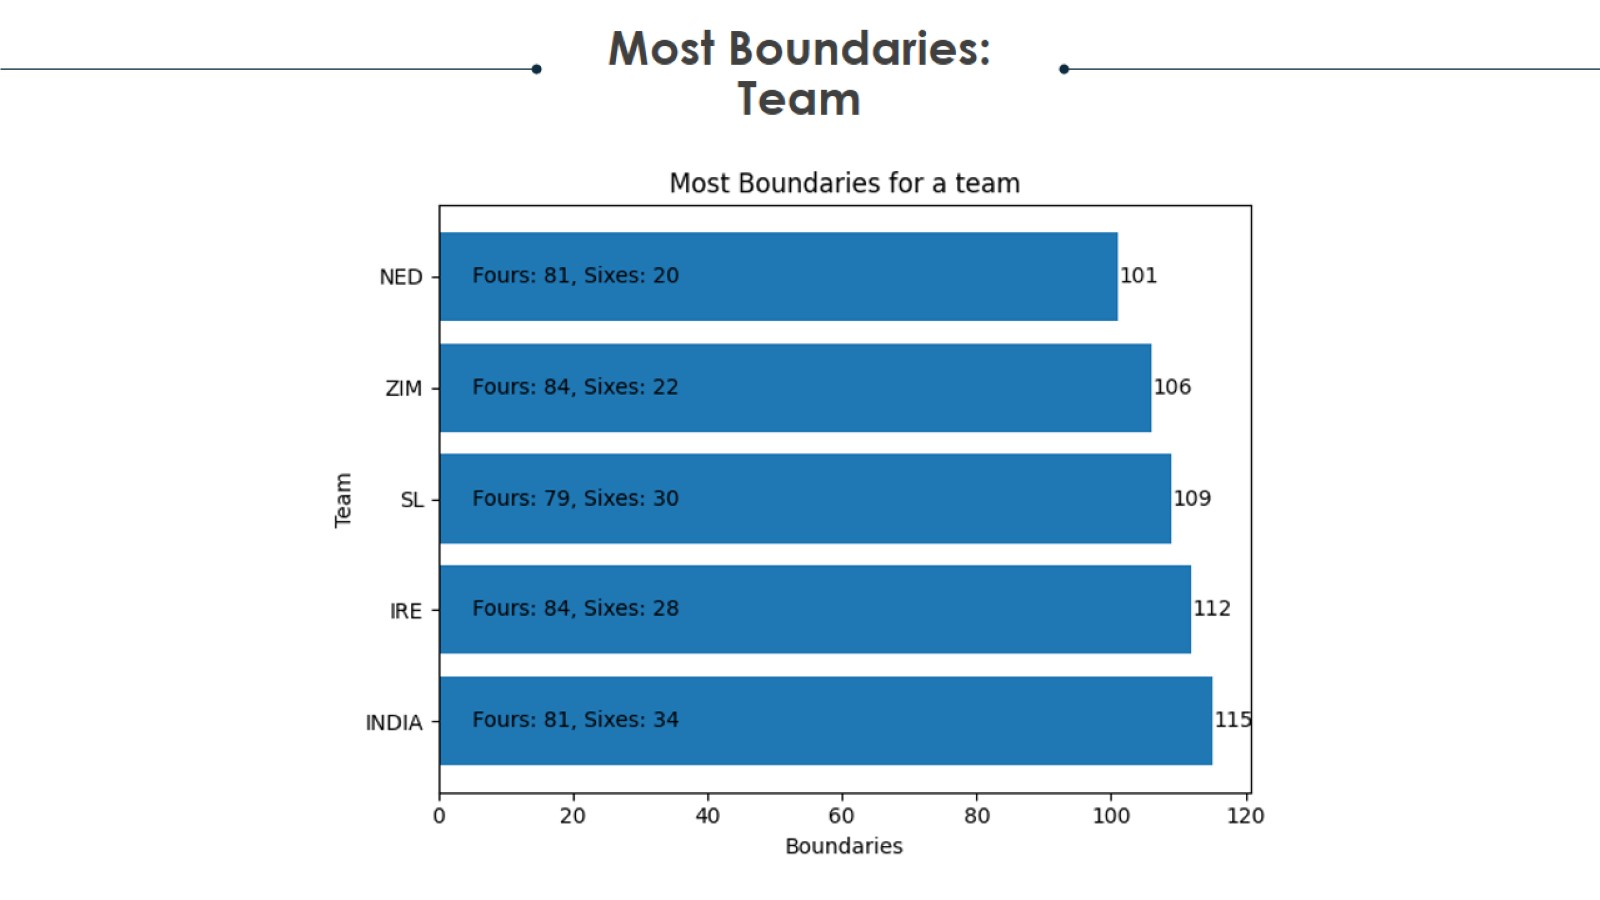 Most Boundaries:
Team
Most Boundaries for a team
NED
Fours: 81, Sixes: 20
101
ZIM
Fours: 84, Sixes: 22
106
SL
Fours: 79, Sixes: 30
109
IRE
Fours: 84, Sixes: 28
112
INDIA
Fours: 81, Sixes: 34
115
Team
0 20 40 60 80 100 120
Boundaries